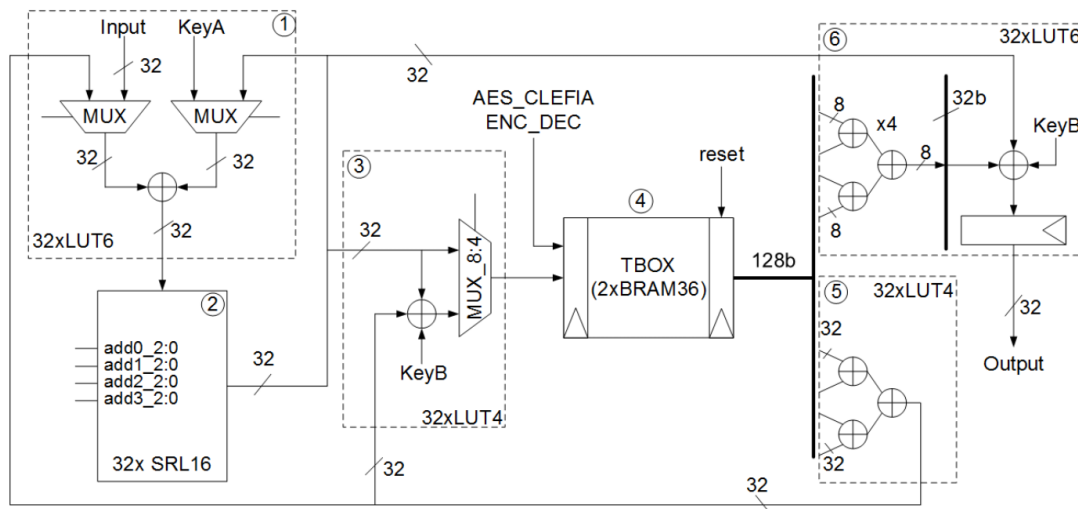 Input
KeyA
1
32
MUX
MUX
32
32
32
32xLUT6
2
add0_2:0
add1_2:0
add2_2:0
add3_2:0
32x SRL16
32
32
3
32
MUX_8:4
KeyB
32xLUT4
32
AES_CLEFIA
ENC_DEC
reset
4
TBOX
(2xBRAM36)
128b
6
32xLUT6
8
x4
32b
KeyB
8
8
32
Output
5
32xLUT4
32
32
32